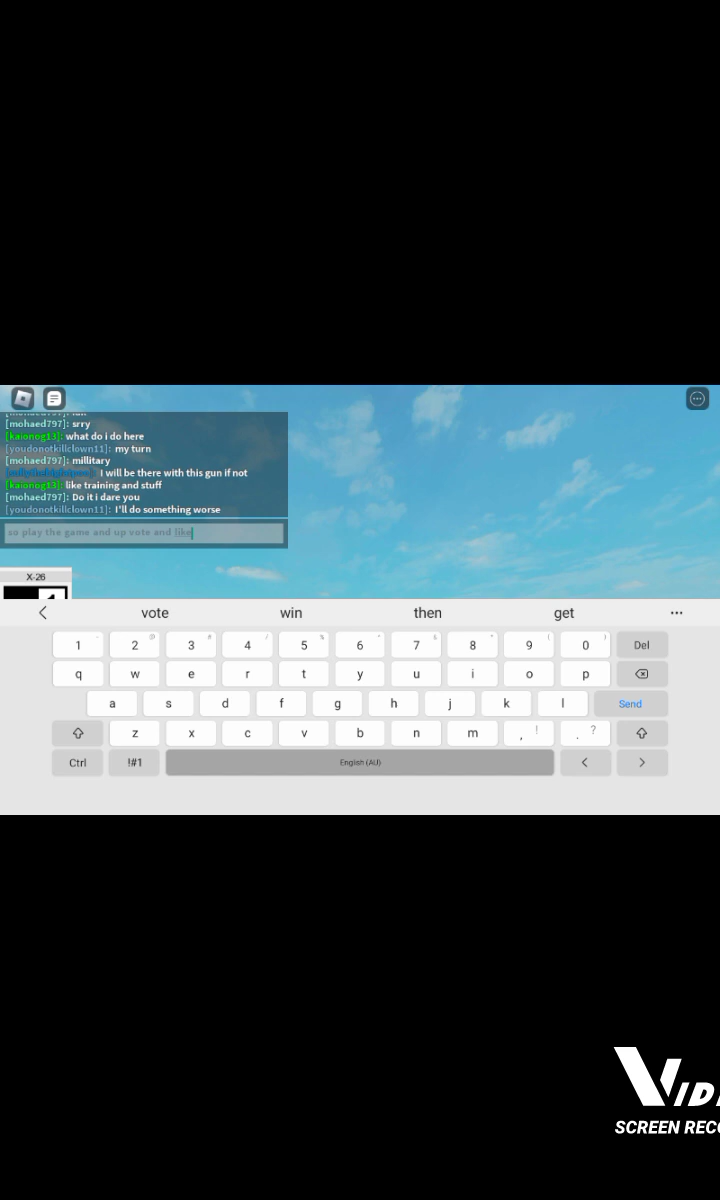 [mohaed797]: srry
[kaionog13]: what do i do here
[youdonotkillclown11]: my turn
[mohaed797]: millitary
I will be there with this gun if not
[kaionog13]: like training and stuff
[mohaed797]: Do it i dare you
[youdonotkillclown11]: I'll do something worse
so play the game and up vote and like
X-26
vote win then get ...
1 2 3 4 5 6 7 8 9 0 Del
q w e r t y u i o p
a s d f g h j k l Send
z x c v b n m , ! . ?
Ctrl !#1 English (AU) < >
VID
SCREEN RECO